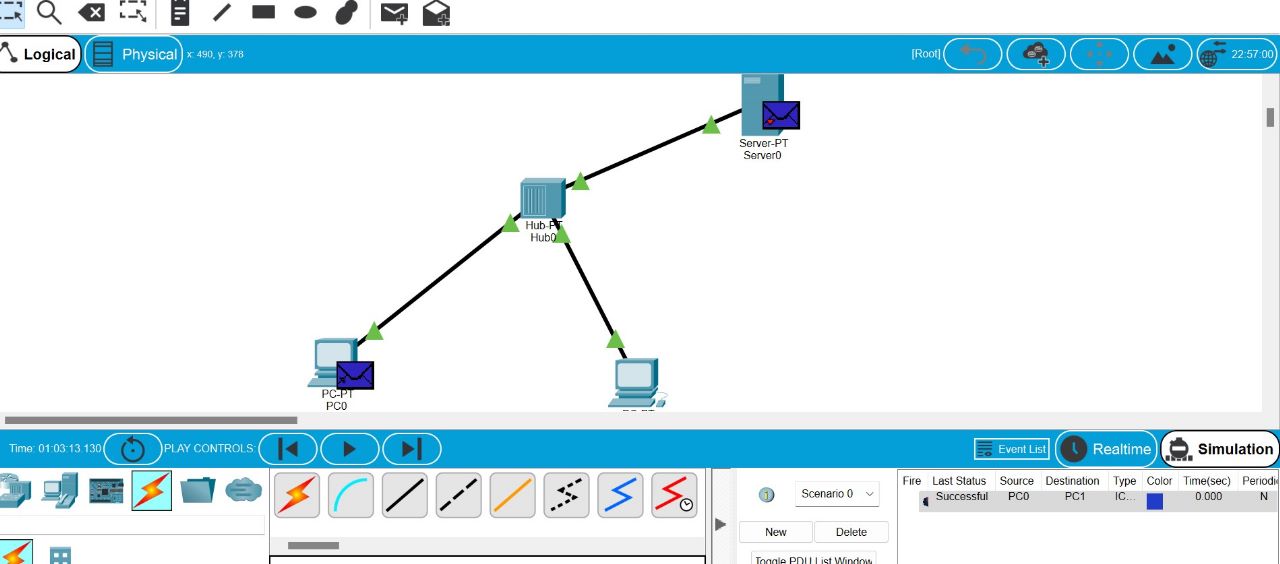 Logical
Physical
x: 490, y: 378
[Root]
22:57:00
Server-PT
Server0
Hub-PT
Hub0
PC-PT
PC0
Time: 01:03:13.130
PLAY CONTROLS:
Event List
Realtime
Simulation
Scenario 0
New
Delete
Toggle PDU List Window
Fire Last Status Source Destination Type Color Time(sec) Periodic
Successful PC0 PC1 IC... 0.000 N